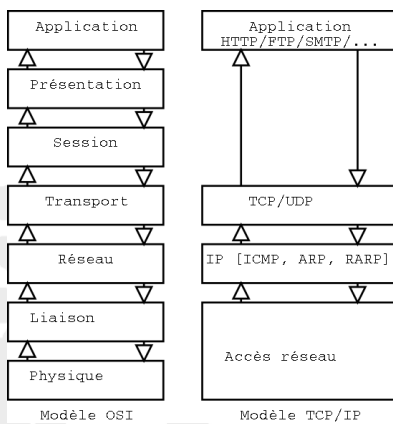 Application
Présentation
Session
Transport
Réseau
Liaison
Physique
Modèle OSI
Application
HTTP/FTP/SMTP/...
TCP/UDP
IP [ICMP, ARP, RARP]
Accès réseau
Modèle TCP/IP